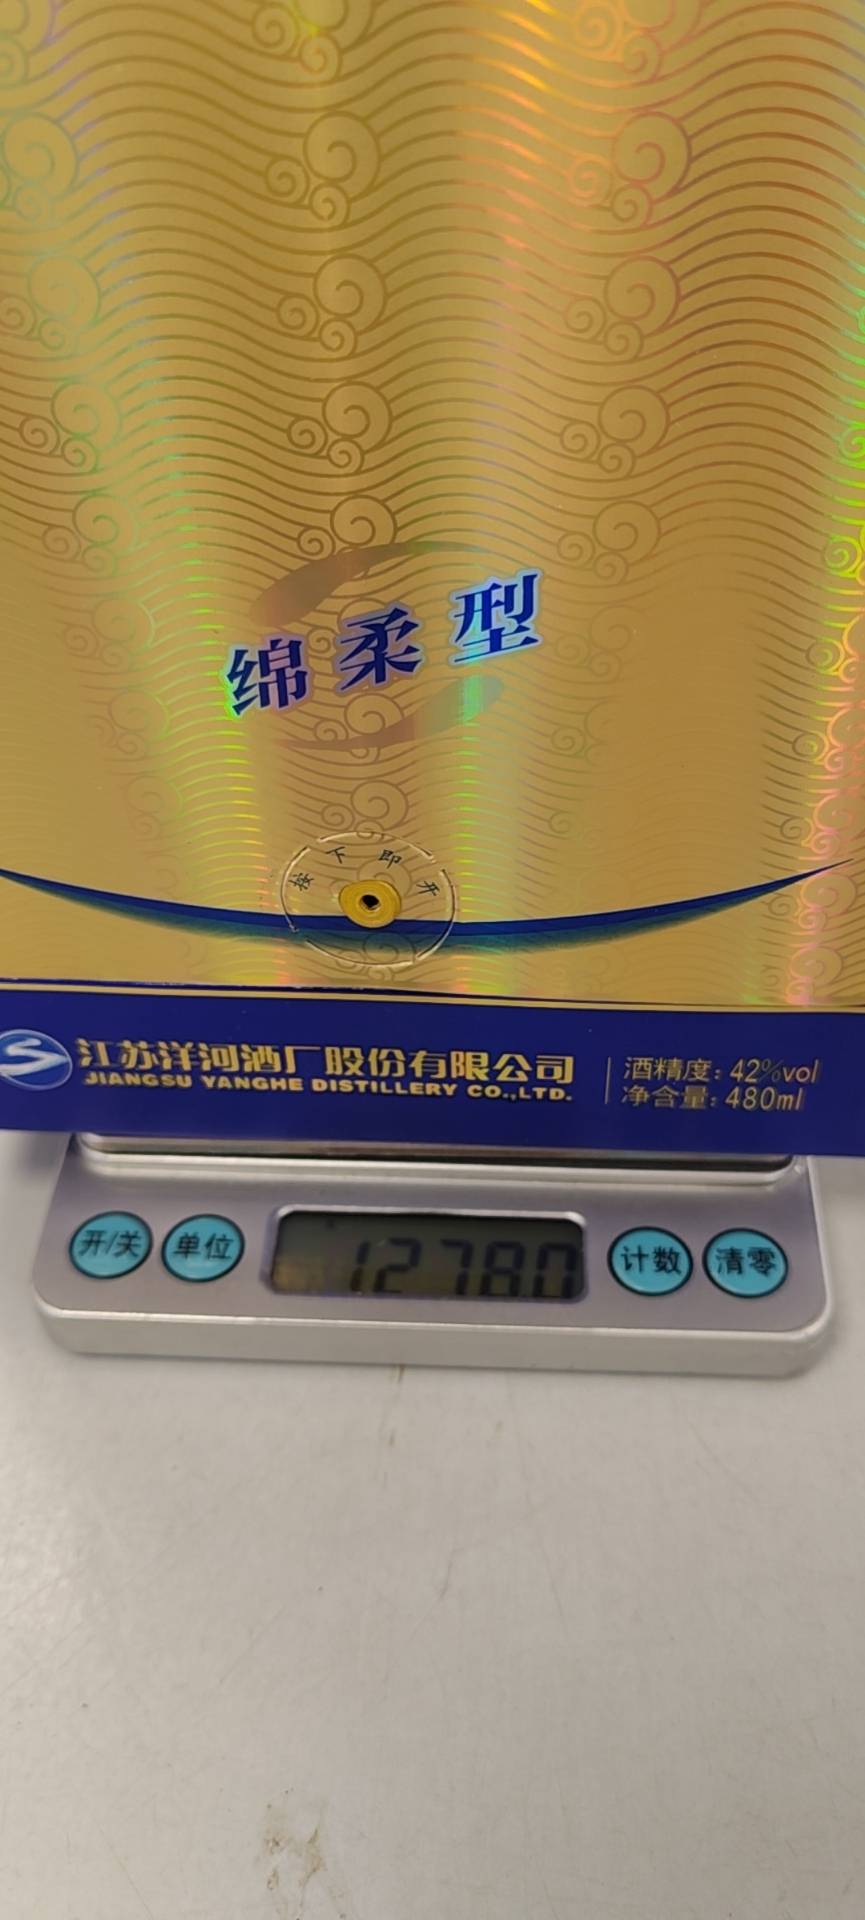 绵柔型
按下即开
江苏洋河酒厂股份有限公司
JIANGSU YANGHE DISTILLERY CO.,LTD.
酒精度: 42%vol
净含量: 480ml
开/关
单位
1278.0
计数
清零